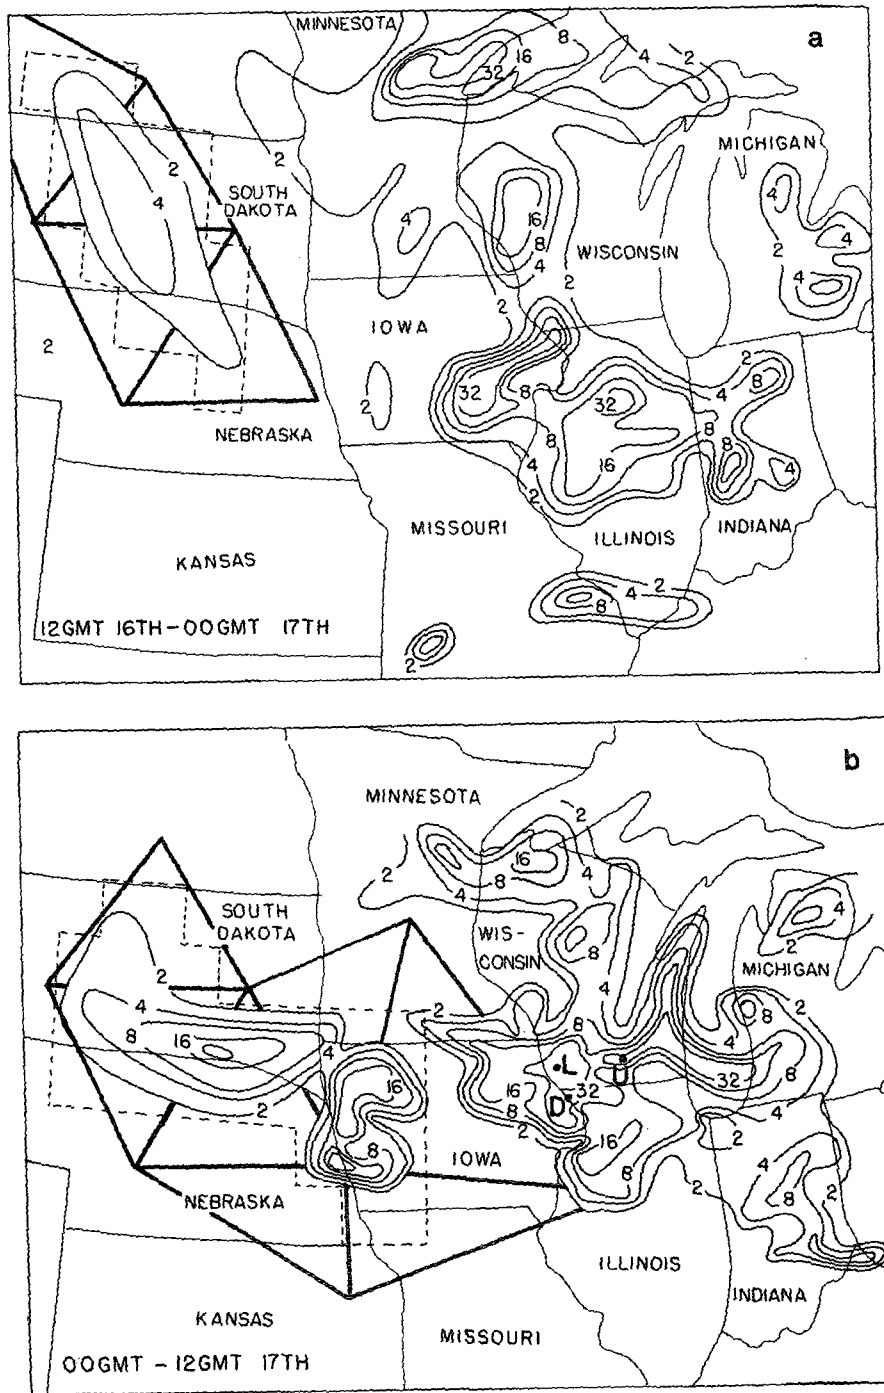 a
MINNESOTA
8
16
32
4
2
2
MICHIGAN
4
2
4
SOUTH
DAKOTA
2
4
4
16
8
4
WISCONSIN
2
4
2
4
2
IOWA
2
2
32
8
32
4
2
8
8
8
8
4
16
4
2
2
NEBRASKA
MISSOURI
ILLINOIS
INDIANA
KANSAS
2
4
8
2
12GMT 16TH-00GMT 17TH
b
MINNESOTA
2
16
8
4
4
2
SOUTH
DAKOTA
WIS-
CONSIN
8
4
4
2
MICHIGAN
2
4
8
16
2
4
2
8
4
8
2
L
U
32
32
8
D
16
16
8
16
8
4
2
2
8
IOWA
2
4
8
2
NEBRASKA
ILLINOIS
INDIANA
KANSAS
MISSOURI
00GMT - 12GMT 17TH